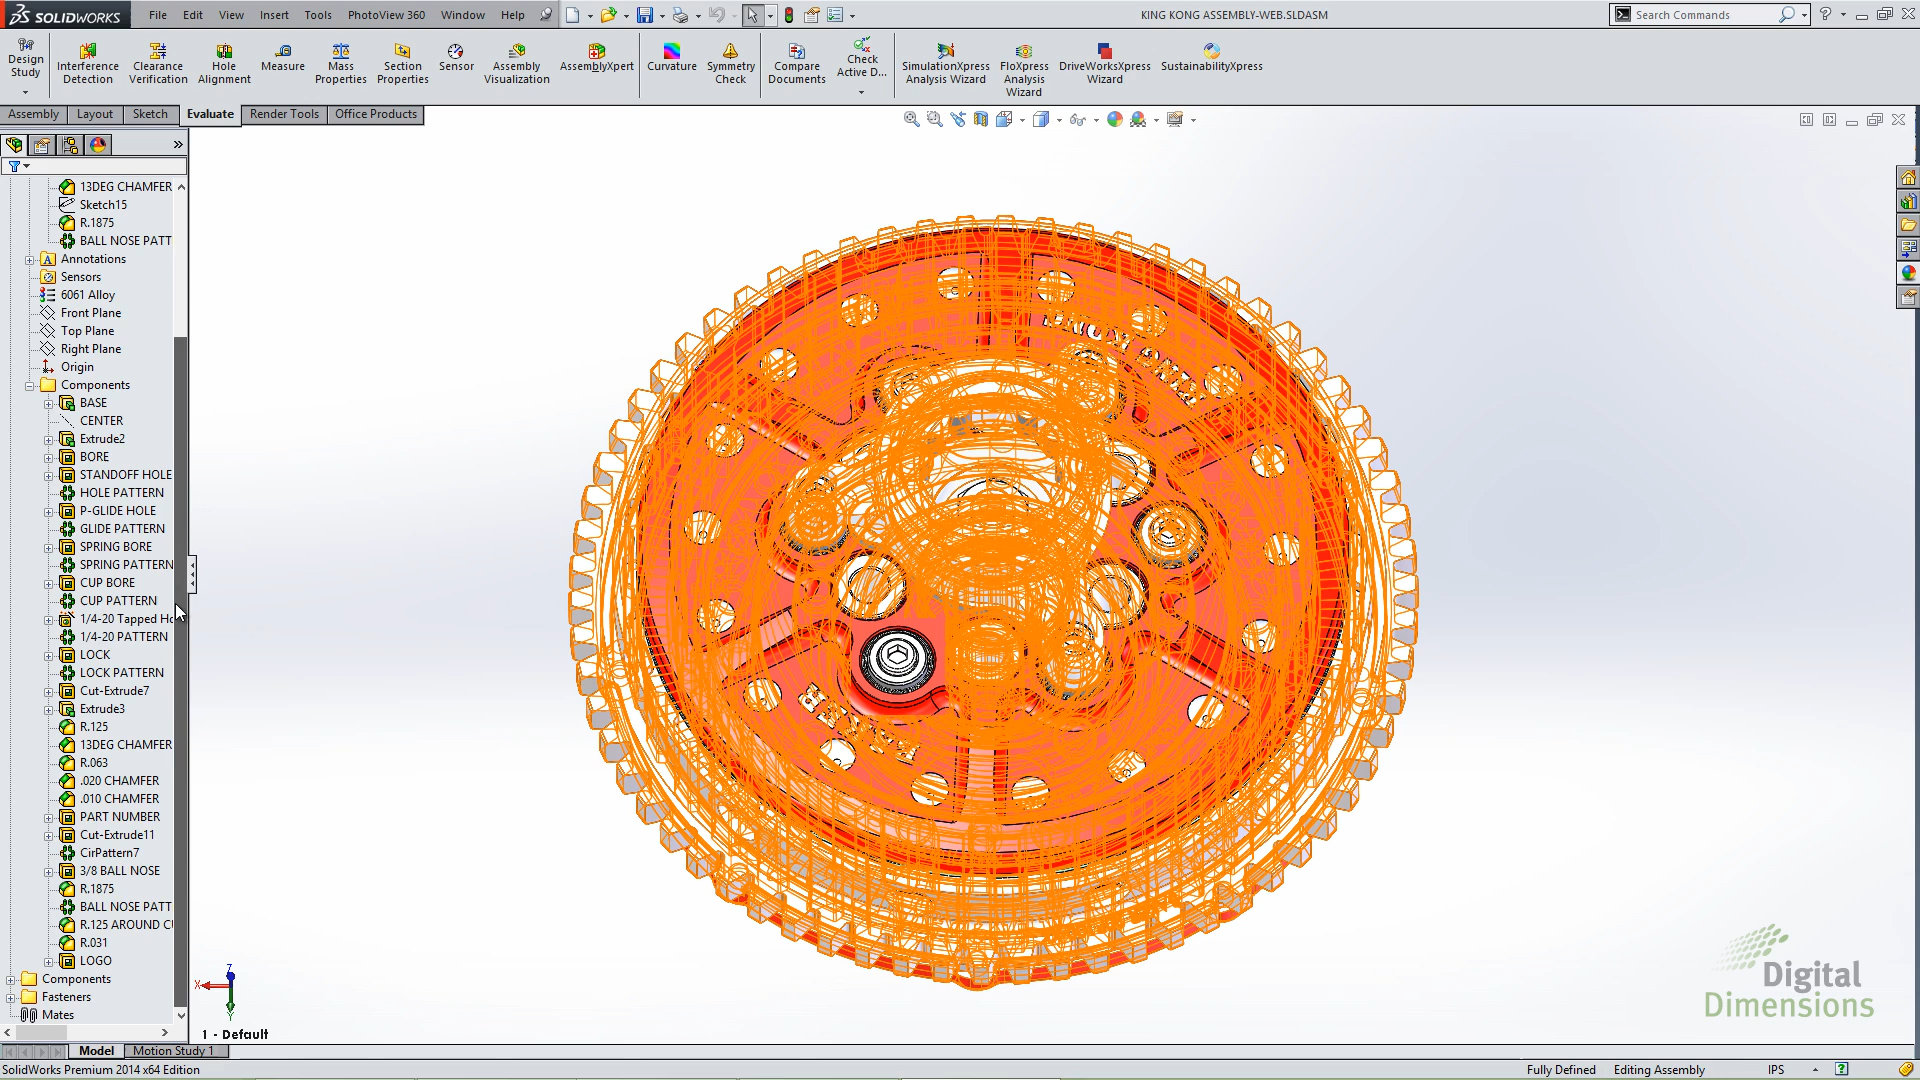 SOLIDWORKS File Edit View Insert Tools PhotoView 360 Window Help KING KONG ASSEMBLY-WEB.SLDASM Search Commands
Design Study
Interference Detection
Clearance Verification
Hole Alignment
Measure
Mass Properties
Section Properties
Sensor
Assembly Visualization
AssemblyXpert
Curvature
Symmetry Check
Compare Documents
Check Active D...
SimulationXpress Analysis Wizard
FloXpress Analysis Wizard
DriveWorksXpress Wizard
SustainabilityXpress
Assembly Layout Sketch Evaluate Render Tools Office Products
13DEG CHAMFER
Sketch15
R.1875
BALL NOSE PATT
Annotations
Sensors
6061 Alloy
Front Plane
Top Plane
Right Plane
Origin
Components
BASE
CENTER
Extrude2
BORE
STANDOFF HOLE
HOLE PATTERN
P-GLIDE HOLE
GLIDE PATTERN
SPRING BORE
SPRING PATTERN
CUP BORE
CUP PATTERN
1/4-20 Tapped Ho
1/4-20 PATTERN
LOCK
LOCK PATTERN
Cut-Extrude7
Extrude3
R.125
13DEG CHAMFER
R.063
.020 CHAMFER
.010 CHAMFER
PART NUMBER
Cut-Extrude11
CirPattern7
3/8 BALL NOSE
R.1875
BALL NOSE PATT
R.125 AROUND CU
R.031
LOGO
Components
Fasteners
Mates
Z
X
Y
1 - Default
Digital
Dimensions
Model Motion Study 1
SolidWorks Premium 2014 x64 Edition Fully Defined Editing Assembly IPS